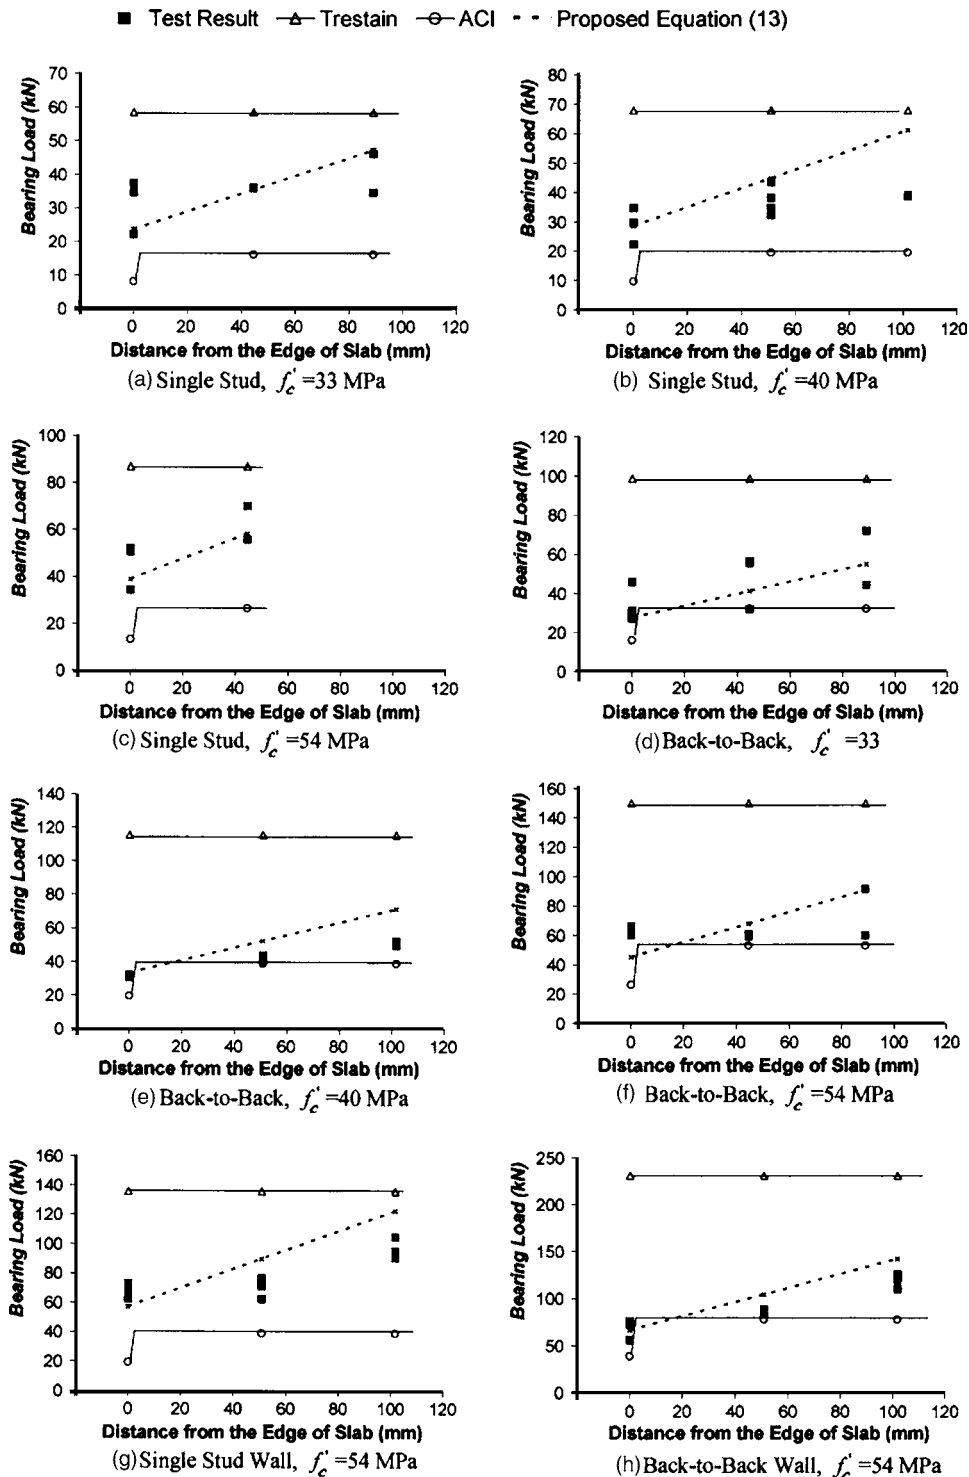 Test Result Trestain ACI Proposed Equation (13)
Bearing Load (kN)
70
60
50
40
30
20
10
0
0 20 40 60 80 100 120
Distance from the Edge of Slab (mm)
(a) Single Stud, f'c =33 MPa
Bearing Load (kN)
80
70
60
50
40
30
20
10
0
0 20 40 60 80 100 120
Distance from the Edge of Slab (mm)
(b) Single Stud, f'c =40 MPa
Bearing Load (kN)
100
80
60
40
20
0
0 20 40 60 80 100 120
Distance from the Edge of Slab (mm)
(c) Single Stud, f'c =54 MPa
Bearing Load (kN)
120
100
80
60
40
20
0
0 20 40 60 80 100 120
Distance from the Edge of Slab (mm)
(d) Back-to-Back, f'c =33
Bearing Load (kN)
140
120
100
80
60
40
20
0
0 20 40 60 80 100 120
Distance from the Edge of Slab (mm)
(e) Back-to-Back, f'c =40 MPa
Bearing Load (kN)
160
140
120
100
80
60
40
20
0
0 20 40 60 80 100 120
Distance from the Edge of Slab (mm)
(f) Back-to-Back, f'c =54 MPa
Bearing Load (kN)
160
140
120
100
80
60
40
20
0
0 20 40 60 80 100 120
Distance from the Edge of Slab (mm)
(g) Single Stud Wall, f'c =54 MPa
Bearing Load (kN)
250
200
150
100
50
0
0 20 40 60 80 100 120
Distance from the Edge of Slab (mm)
(h) Back-to-Back Wall, f'c =54 MPa